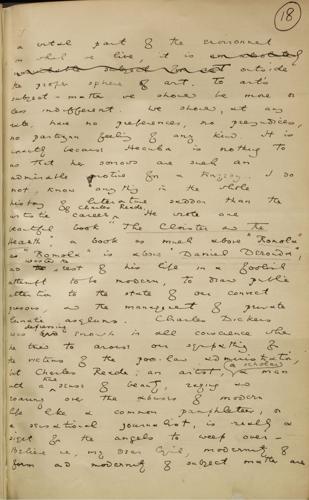 18
a vital part of the environment
in which we live, it is
outside
the proper sphere of art. To art's
subject-matter we should be more or
less indifferent. We should, at any
rate, have no preferences, no prejudices,
no partizan feeling of any kind. It is
exactly because Hecuba is nothing to
us that her sorrows are such an
admirable motive for a tragedy. I do
not know anything in the whole
history of literature sadder than the
artistic career of Charles Reade. He wrote one
beautiful book "The Cloister and the
Hearth", a book as much above "Romola"
as "Romola" is above "Daniel Deronda",
and wasted the rest of his life in a foolish
attempt to be modern, to draw public
attention to the state of our convict
prisons, and the management of private
lunatic asylums. Charles Dickens
was depressing enough in all conscience when
he tried to arouse our sympathy for
the victims of the poor-law administration,
but Charles Reade, an artist, a scholar, a man
with a sense of beauty, raging and
roaring over the abuses of modern
life like a common pamphleteer, or
a sensational journalist, is really a
sight for the angels to weep over-
Believe me, my dear Cyril, modernity of
form and modernity of subject matter are